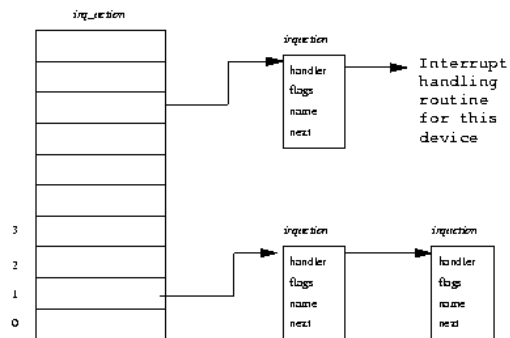 irq_action
irqaction
handler
flags
name
next
Interrupt
handling
routine
for this
device
3
2
1
0
irqaction
handler
flags
name
next
irqaction
handler
flags
name
next